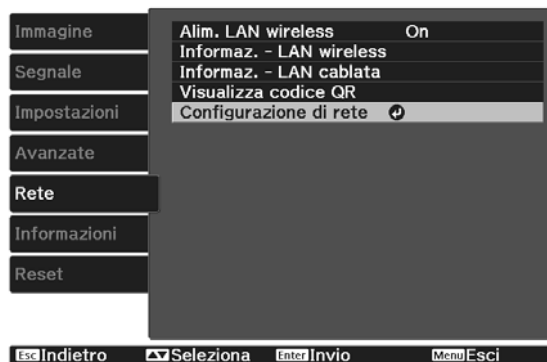 Immagine
Segnale
Impostazioni
Avanzate
Rete
Informazioni
Reset
Alim. LAN wireless On
Informaz. - LAN wireless
Informaz. - LAN cablata
Visualizza codice QR
Configurazione di rete
Esc Indietro Seleziona Enter Invio Menu Esci